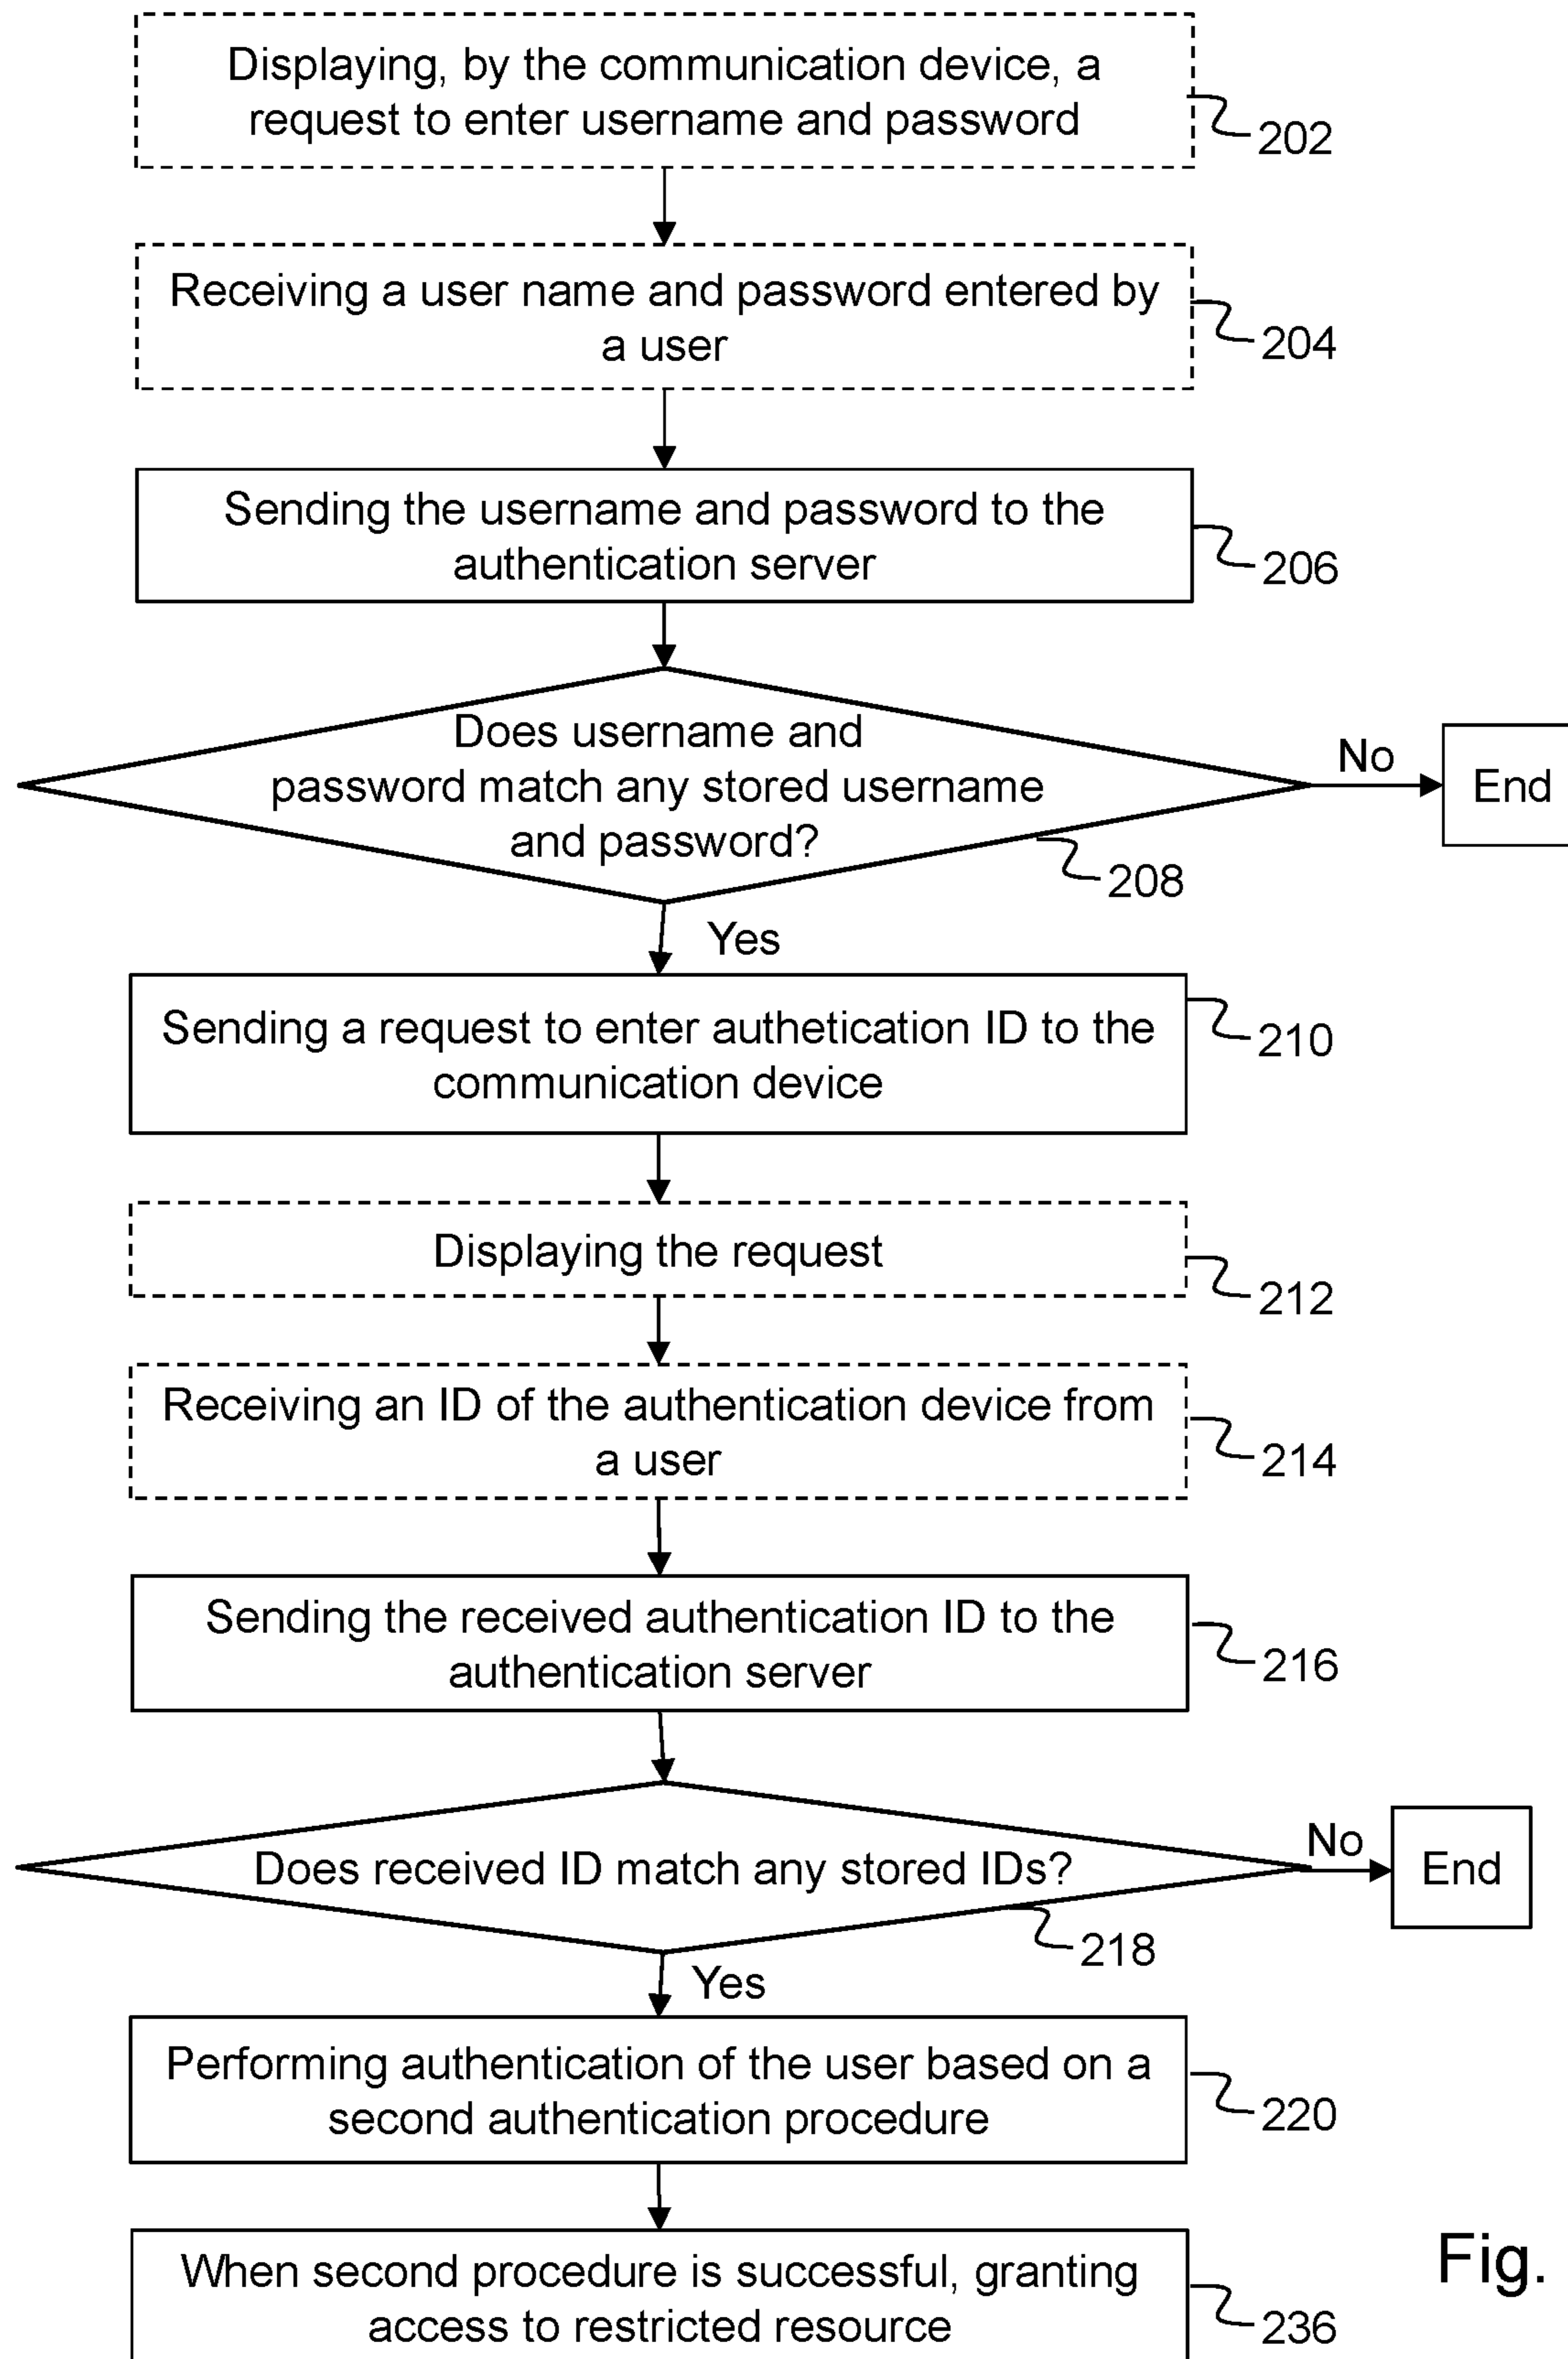 Displaying, by the communication device, a
request to enter username and password
202
Receiving a user name and password entered by
a user
204
Sending the username and password to the
authentication server
206
Does username and
password match any stored username
and password?
208
No
End
Yes
Sending a request to enter authetication ID to the
communication device
210
Displaying the request
212
Receiving an ID of the authentication device from
a user
214
Sending the received authentication ID to the
authentication server
216
Does received ID match any stored IDs?
218
No
End
Yes
Performing authentication of the user based on a
second authentication procedure
220
When second procedure is successful, granting
access to restricted resource
236
Fig.